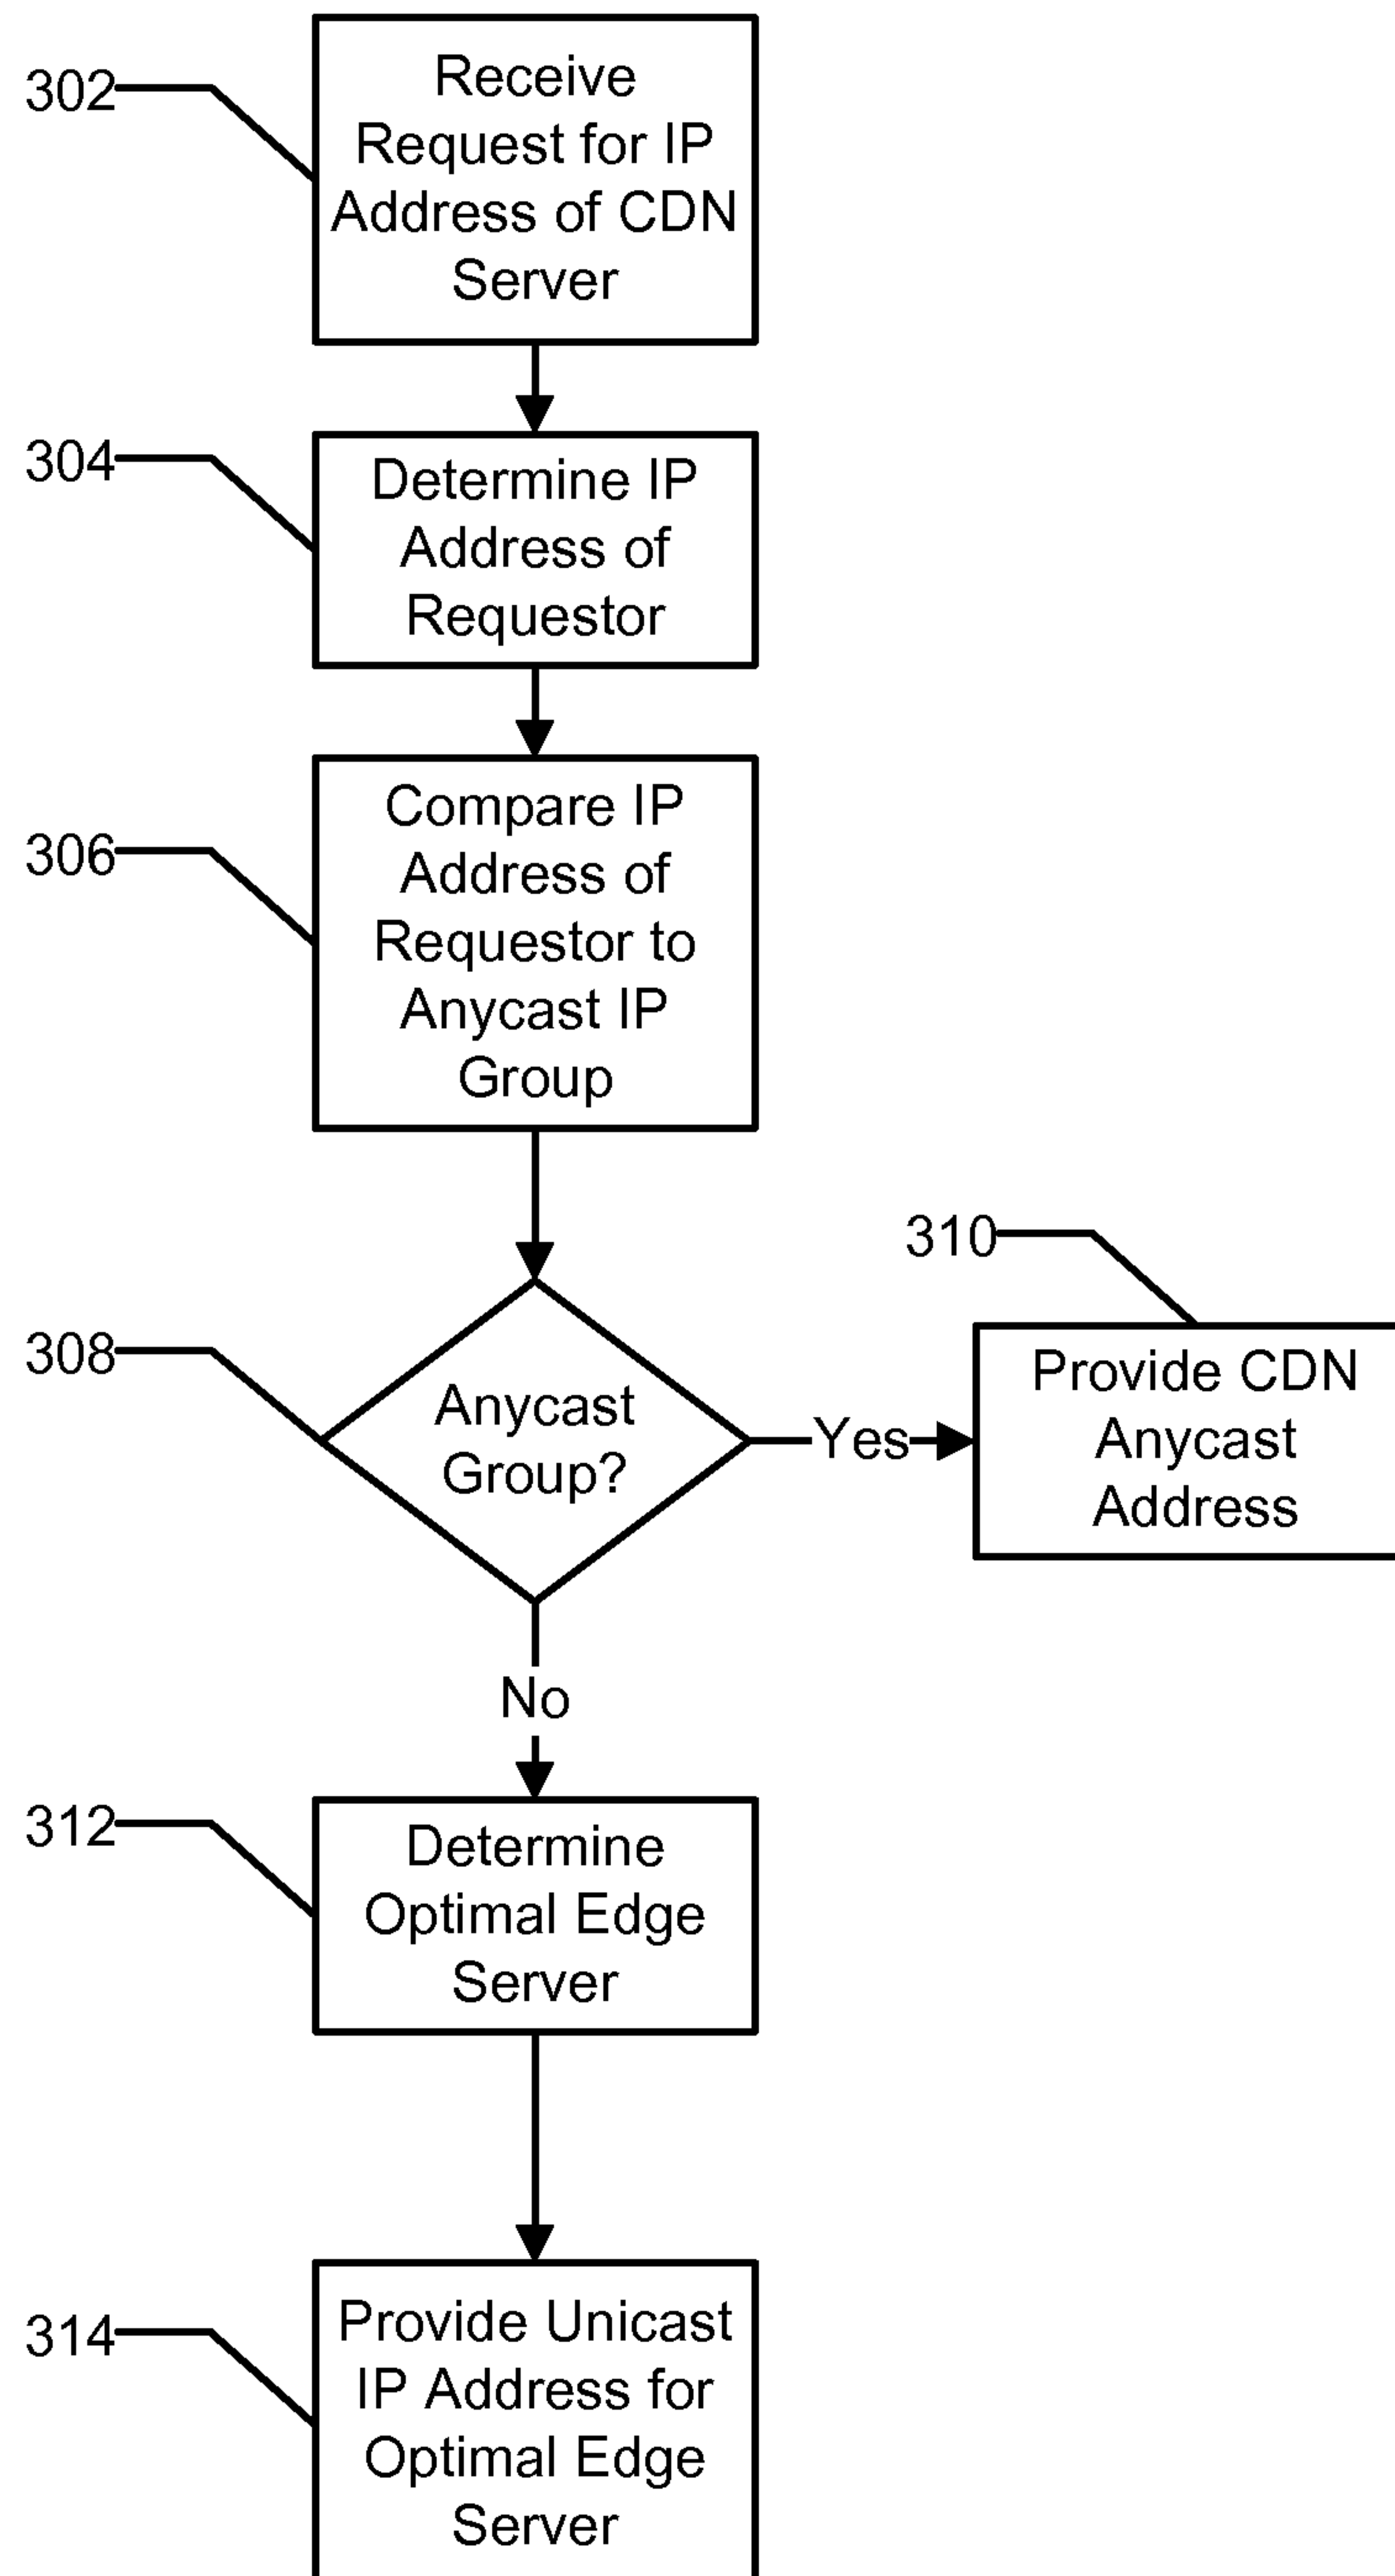 302
Receive
Request for IP
Address of CDN
Server
304
Determine IP
Address of
Requestor
306
Compare IP
Address of
Requestor to
Anycast IP
Group
308
Anycast
Group?
Yes
310
Provide CDN
Anycast
Address
No
312
Determine
Optimal Edge
Server
314
Provide Unicast
IP Address for
Optimal Edge
Server